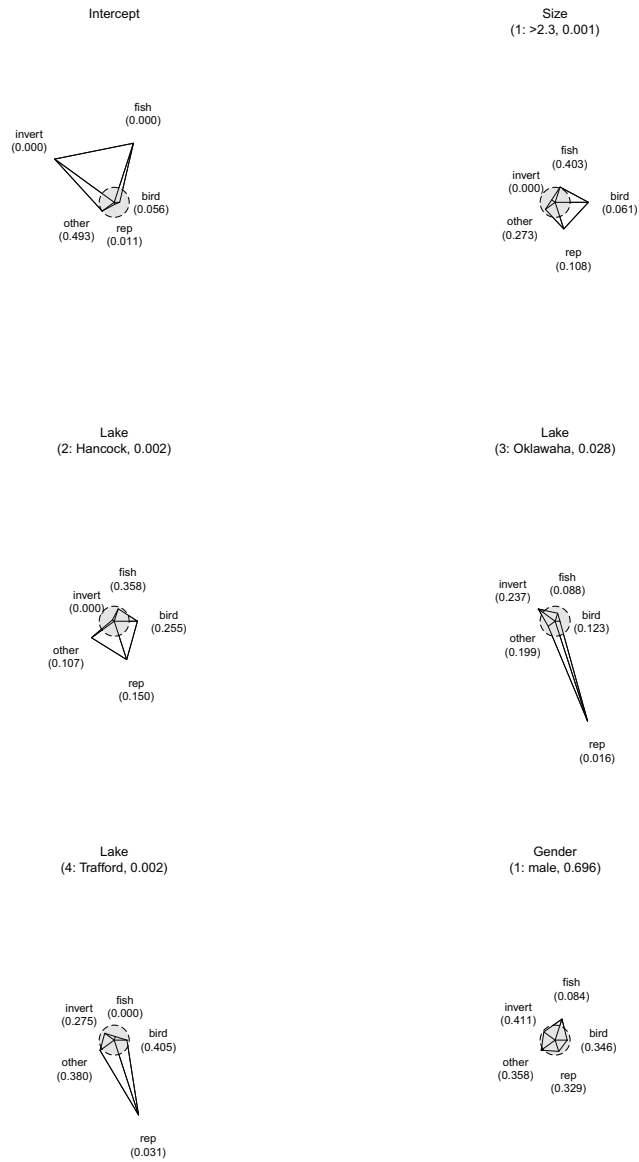 Intercept
fish
(0.000)
invert
(0.000)
bird
(0.056)
other
(0.493)
rep
(0.011)
Size
(1: >2.3, 0.001)
fish
(0.403)
invert
(0.000)
bird
(0.061)
other
(0.273)
rep
(0.108)
Lake
(2: Hancock, 0.002)
fish
(0.358)
invert
(0.000)
bird
(0.255)
other
(0.107)
rep
(0.150)
Lake
(3: Oklawaha, 0.028)
fish
(0.088)
invert
(0.237)
bird
(0.123)
other
(0.199)
rep
(0.016)
Lake
(4: Trafford, 0.002)
fish
(0.000)
invert
(0.275)
bird
(0.405)
other
(0.380)
rep
(0.031)
Gender
(1: male, 0.696)
fish
(0.084)
invert
(0.411)
bird
(0.346)
other
(0.358)
rep
(0.329)